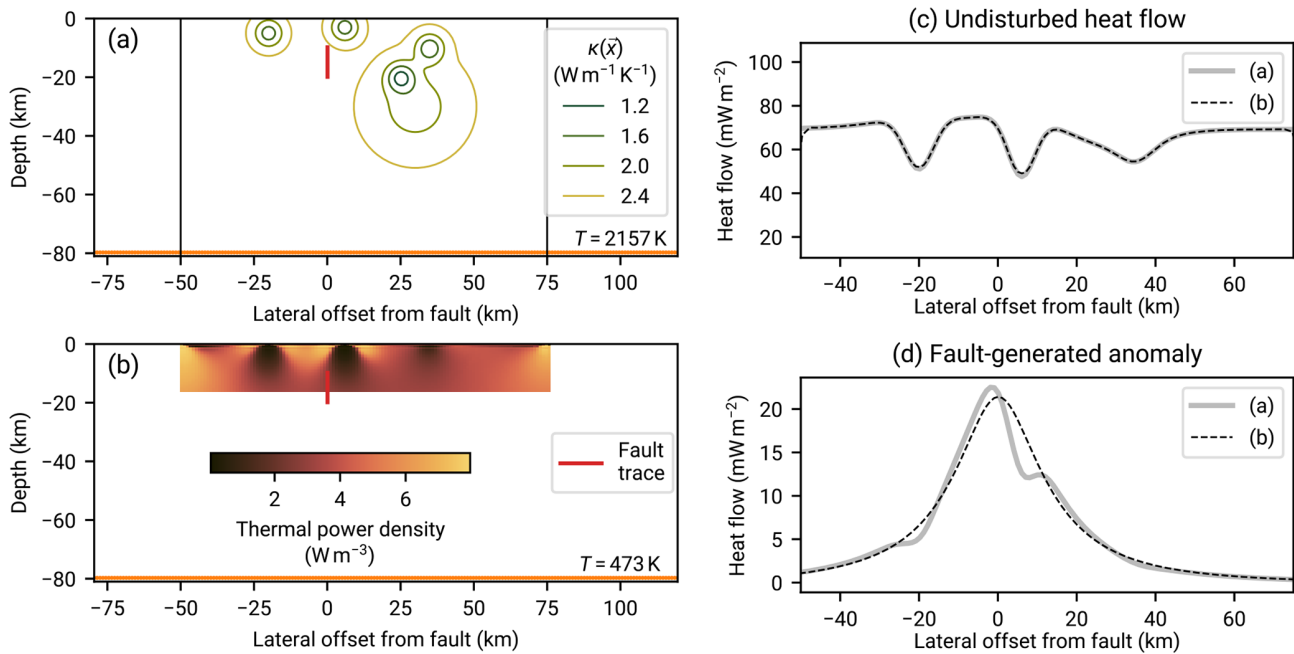 (a)
κ(x⃗)
(W m⁻¹ K⁻¹)
1.2
1.6
2.0
2.4
T = 2157 K
0
−20
−40
−60
−80
Depth (km)
−75 −50 −25 0 25 50 75 100
Lateral offset from fault (km)
(b)
0
−20
−40
−60
−80
Depth (km)
2 4 6
Thermal power density
(W m⁻³)
Fault
trace
T = 473 K
−75 −50 −25 0 25 50 75 100
Lateral offset from fault (km)
(c) Undisturbed heat flow
100
80
60
40
20
Heat flow (mW m⁻²)
(a)
(b)
−40 −20 0 20 40 60
Lateral offset from fault (km)
(d) Fault-generated anomaly
20
15
10
5
0
Heat flow (mW m⁻²)
(a)
(b)
−40 −20 0 20 40 60
Lateral offset from fault (km)